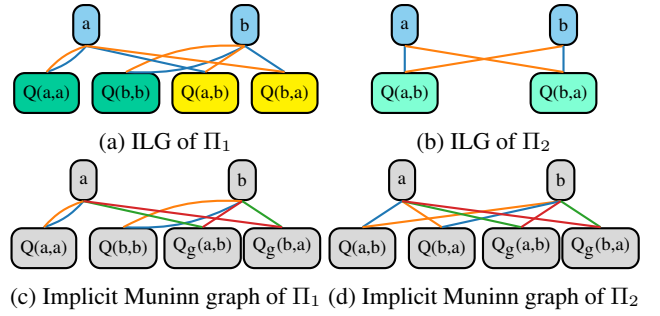 a b a b
Q(a,a) Q(b,b) Q(a,b) Q(b,a) Q(a,b) Q(b,a)
(a) ILG of Π₁ (b) ILG of Π₂
a b a b
Q(a,a) Q(b,b) Qg(a,b) Qg(b,a) Q(a,b) Q(b,a) Qg(a,b) Qg(b,a)
(c) Implicit Muninn graph of Π₁ (d) Implicit Muninn graph of Π₂